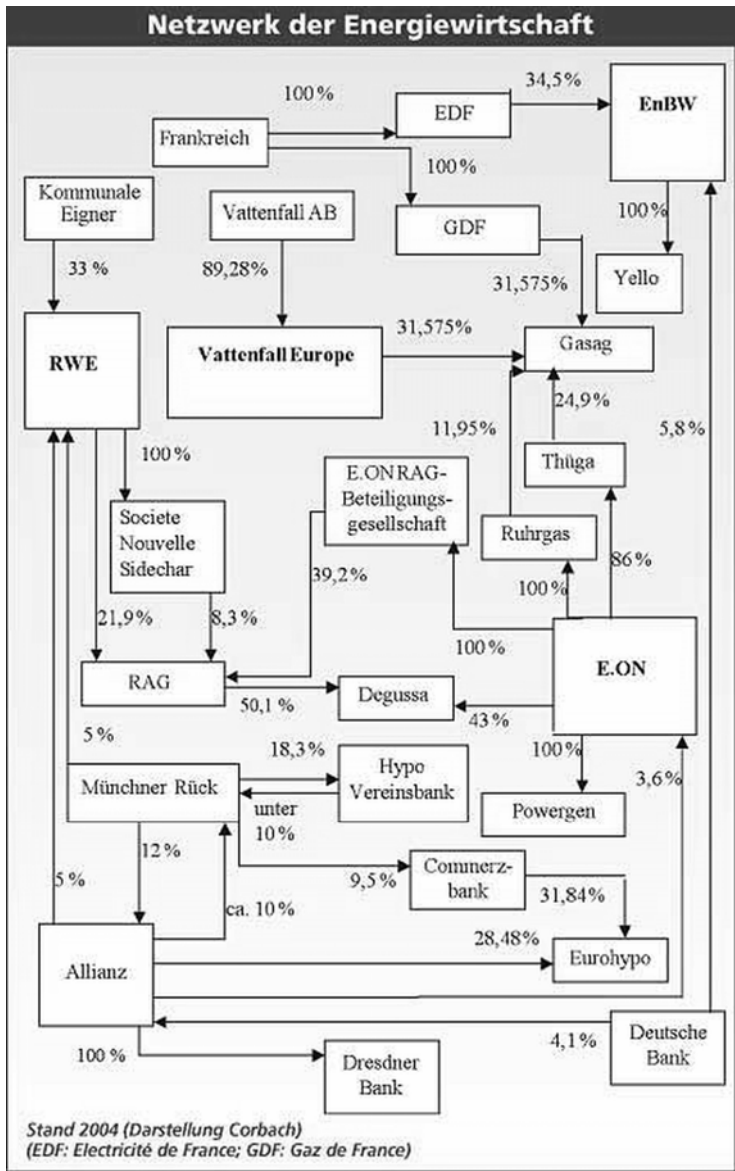 Netzwerk der Energiewirtschaft
34,5%
100 %
EDF
EnBW
Frankreich
100 %
Kommunale
Eigner
Vattenfall AB
GDF
100 %
33 %
89,28%
31,575%
Yello
RWE
Vattenfall Europe
31,575%
Gasag
24,9%
11,95%
5,8%
100 %
E.ON RAG-
Beteiligungs-
gesellschaft
Thüga
Societe
Nouvelle
Sidechar
Ruhrgas
39,2%
86%
100 %
21,9%
8,3%
100 %
RAG
E.ON
50,1%
Degussa
43%
5 %
18,3%
100%
3,6%
Münchner Rück
Hypo
Vereinsbank
unter
10 %
Powergen
12 %
9,5%
Commerz-
bank
31,84%
5%
ca. 10 %
28,48%
Allianz
Eurohypo
4,1%
Deutsche
Bank
100 %
Dresdner
Bank
Stand 2004 (Darstellung Corbach)
(EDF: Electricité de France; GDF: Gaz de France)